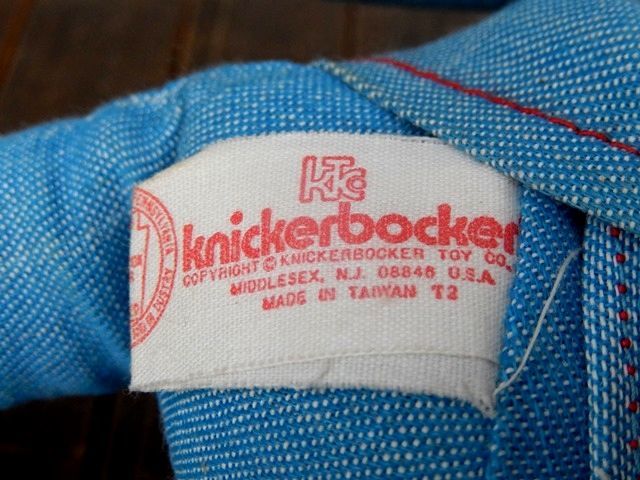 KTC
knickerbocker
COPYRIGHT © KNICKERBOCKER TOY CO.
MIDDLESEX, N.J. 08846 U.S.A
MADE IN TAIWAN T2